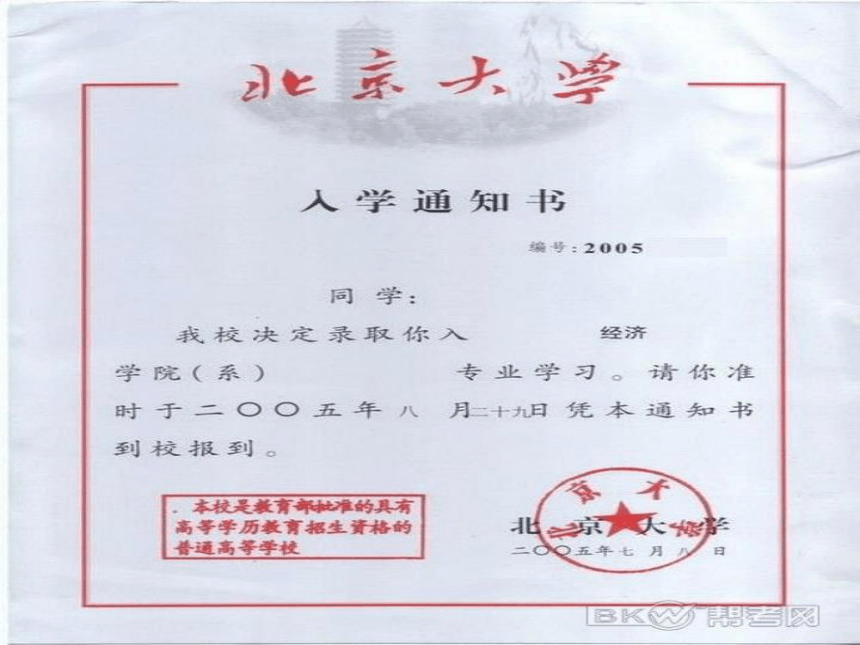 北京大学
入学通知书
编号:2005
同 学:
我校决定录取你入 经济
学院(系) 专业学习。请你准
时于二〇〇五年八 月二十九日凭本通知书
到校报到。
. 本校是教育部批准的具有
高等学历教育招生资格的
普通高等学校
北京大学
北 京 大 学
二〇〇五年七月八日
BKW 帮考网